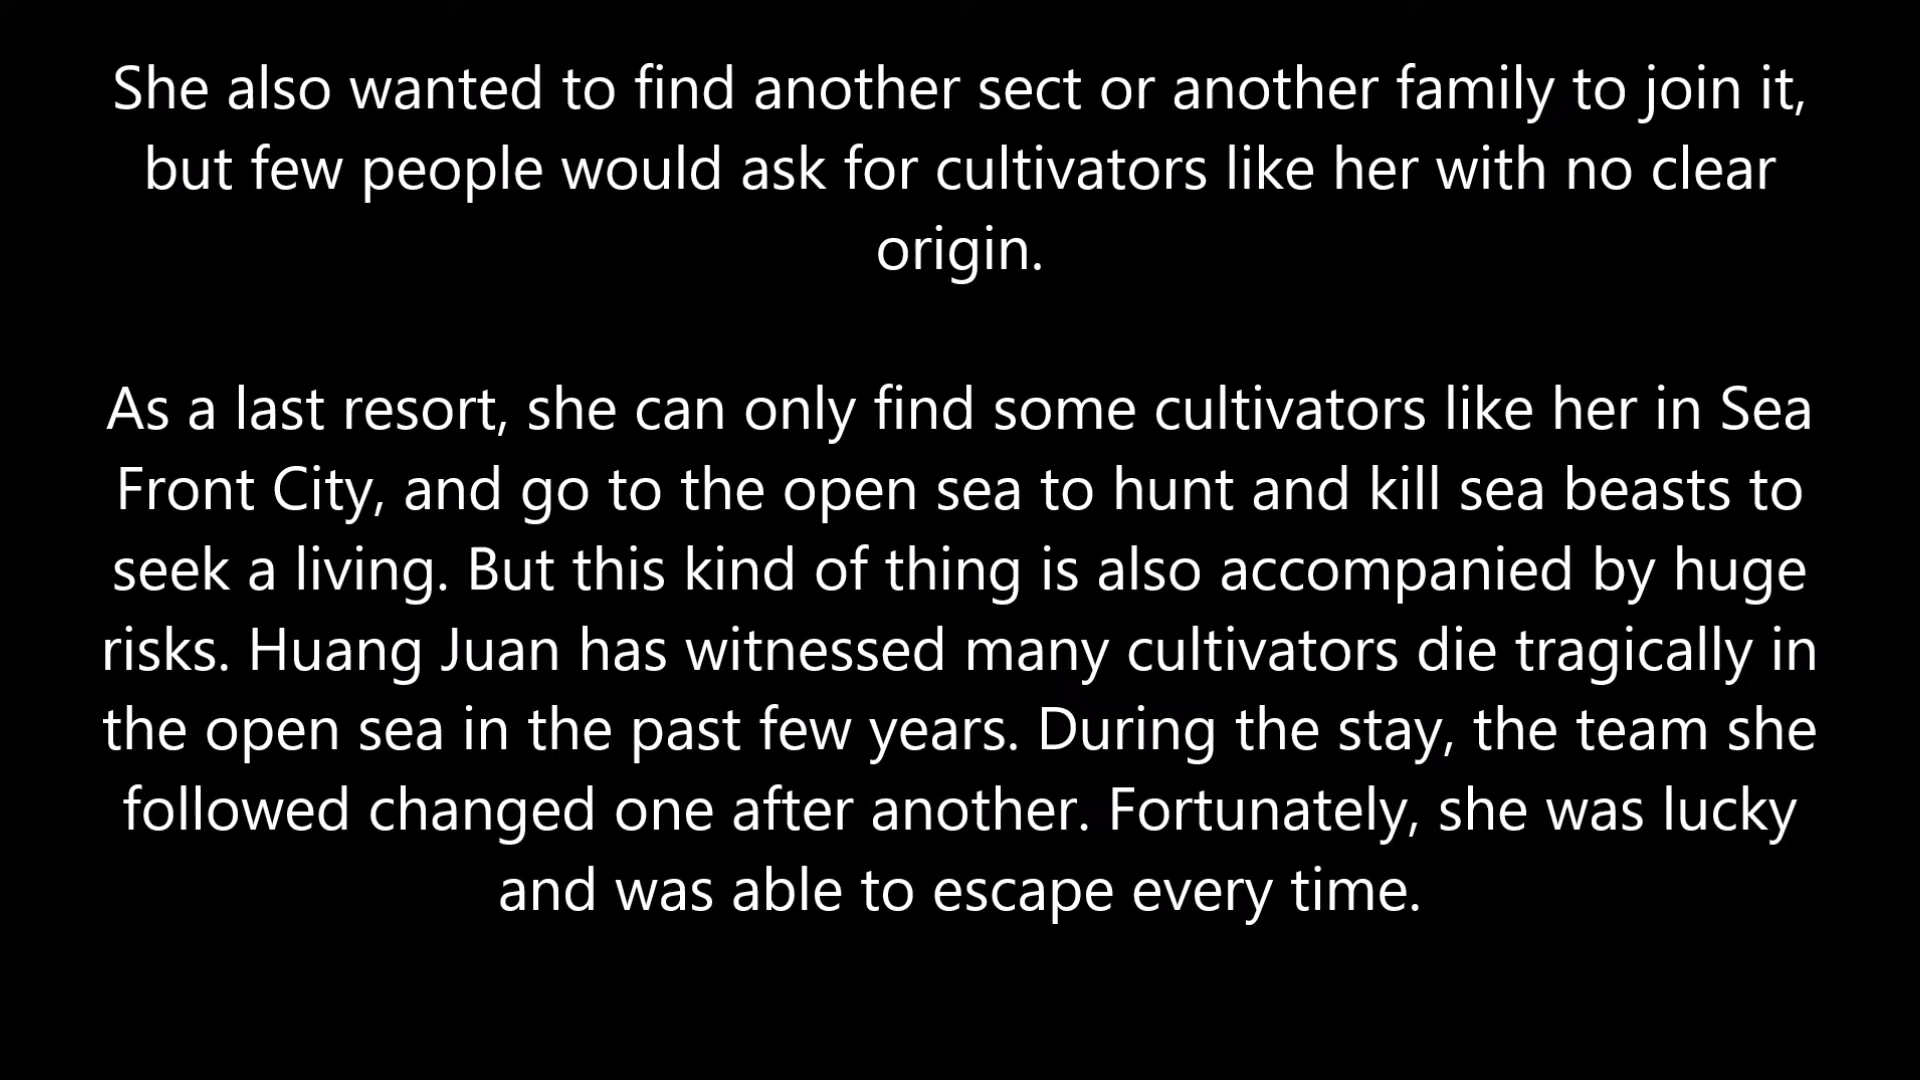 She also wanted to find another sect or another family to join it,
but few people would ask for cultivators like her with no clear
origin.
As a last resort, she can only find some cultivators like her in Sea
Front City, and go to the open sea to hunt and kill sea beasts to
seek a living. But this kind of thing is also accompanied by huge
risks. Huang Juan has witnessed many cultivators die tragically in
the open sea in the past few years. During the stay, the team she
followed changed one after another. Fortunately, she was lucky
and was able to escape every time.